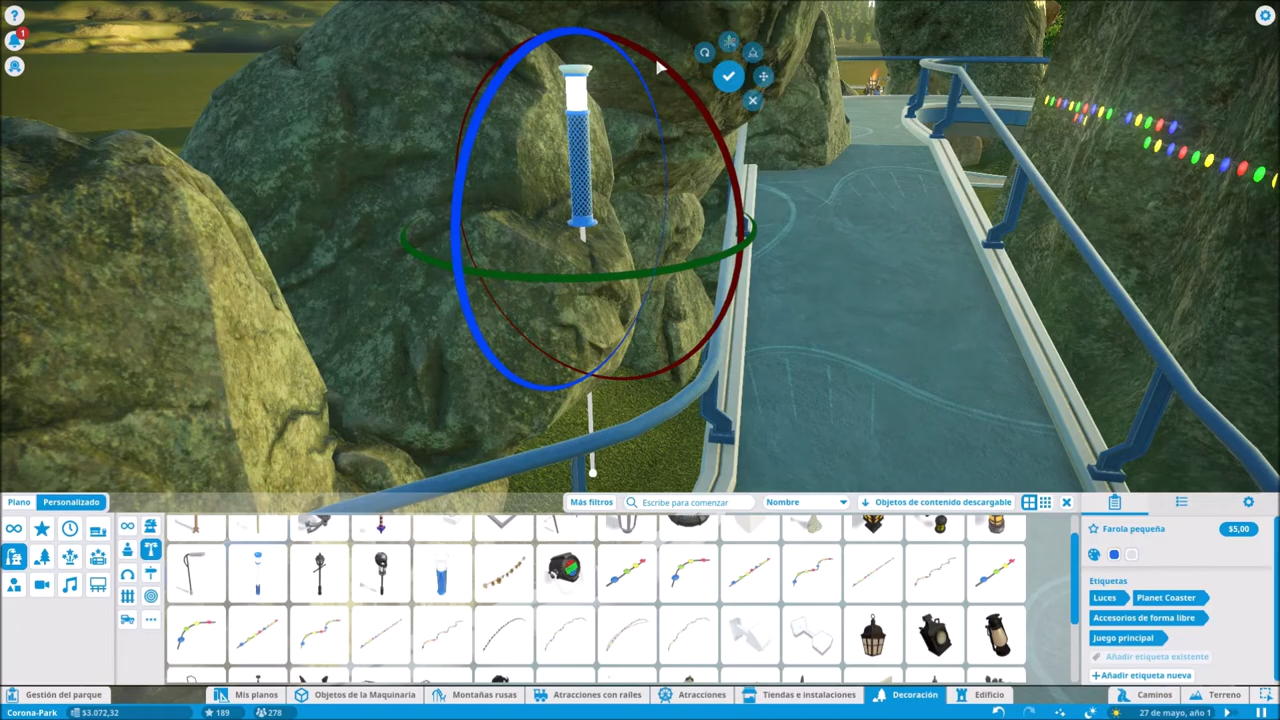 ?
1
Plano Personalizado
Más filtros Escribe para comenzar Nombre Objetos de contenido descargable
Farola pequeña $5,00
Etiquetas
Luces Planet Coaster
Accesorios de forma libre
Juego principal
Añadir etiqueta existente
+Añadir etiqueta nueva
Gestión del parque Mis planos Objetos de la Maquinaria Montañas rusas Atracciones con raíles Atracciones Tiendas e instalaciones Decoración Edificio Caminos Terreno
Corona-Park $3.072,32 189 278 27 de mayo, año 1